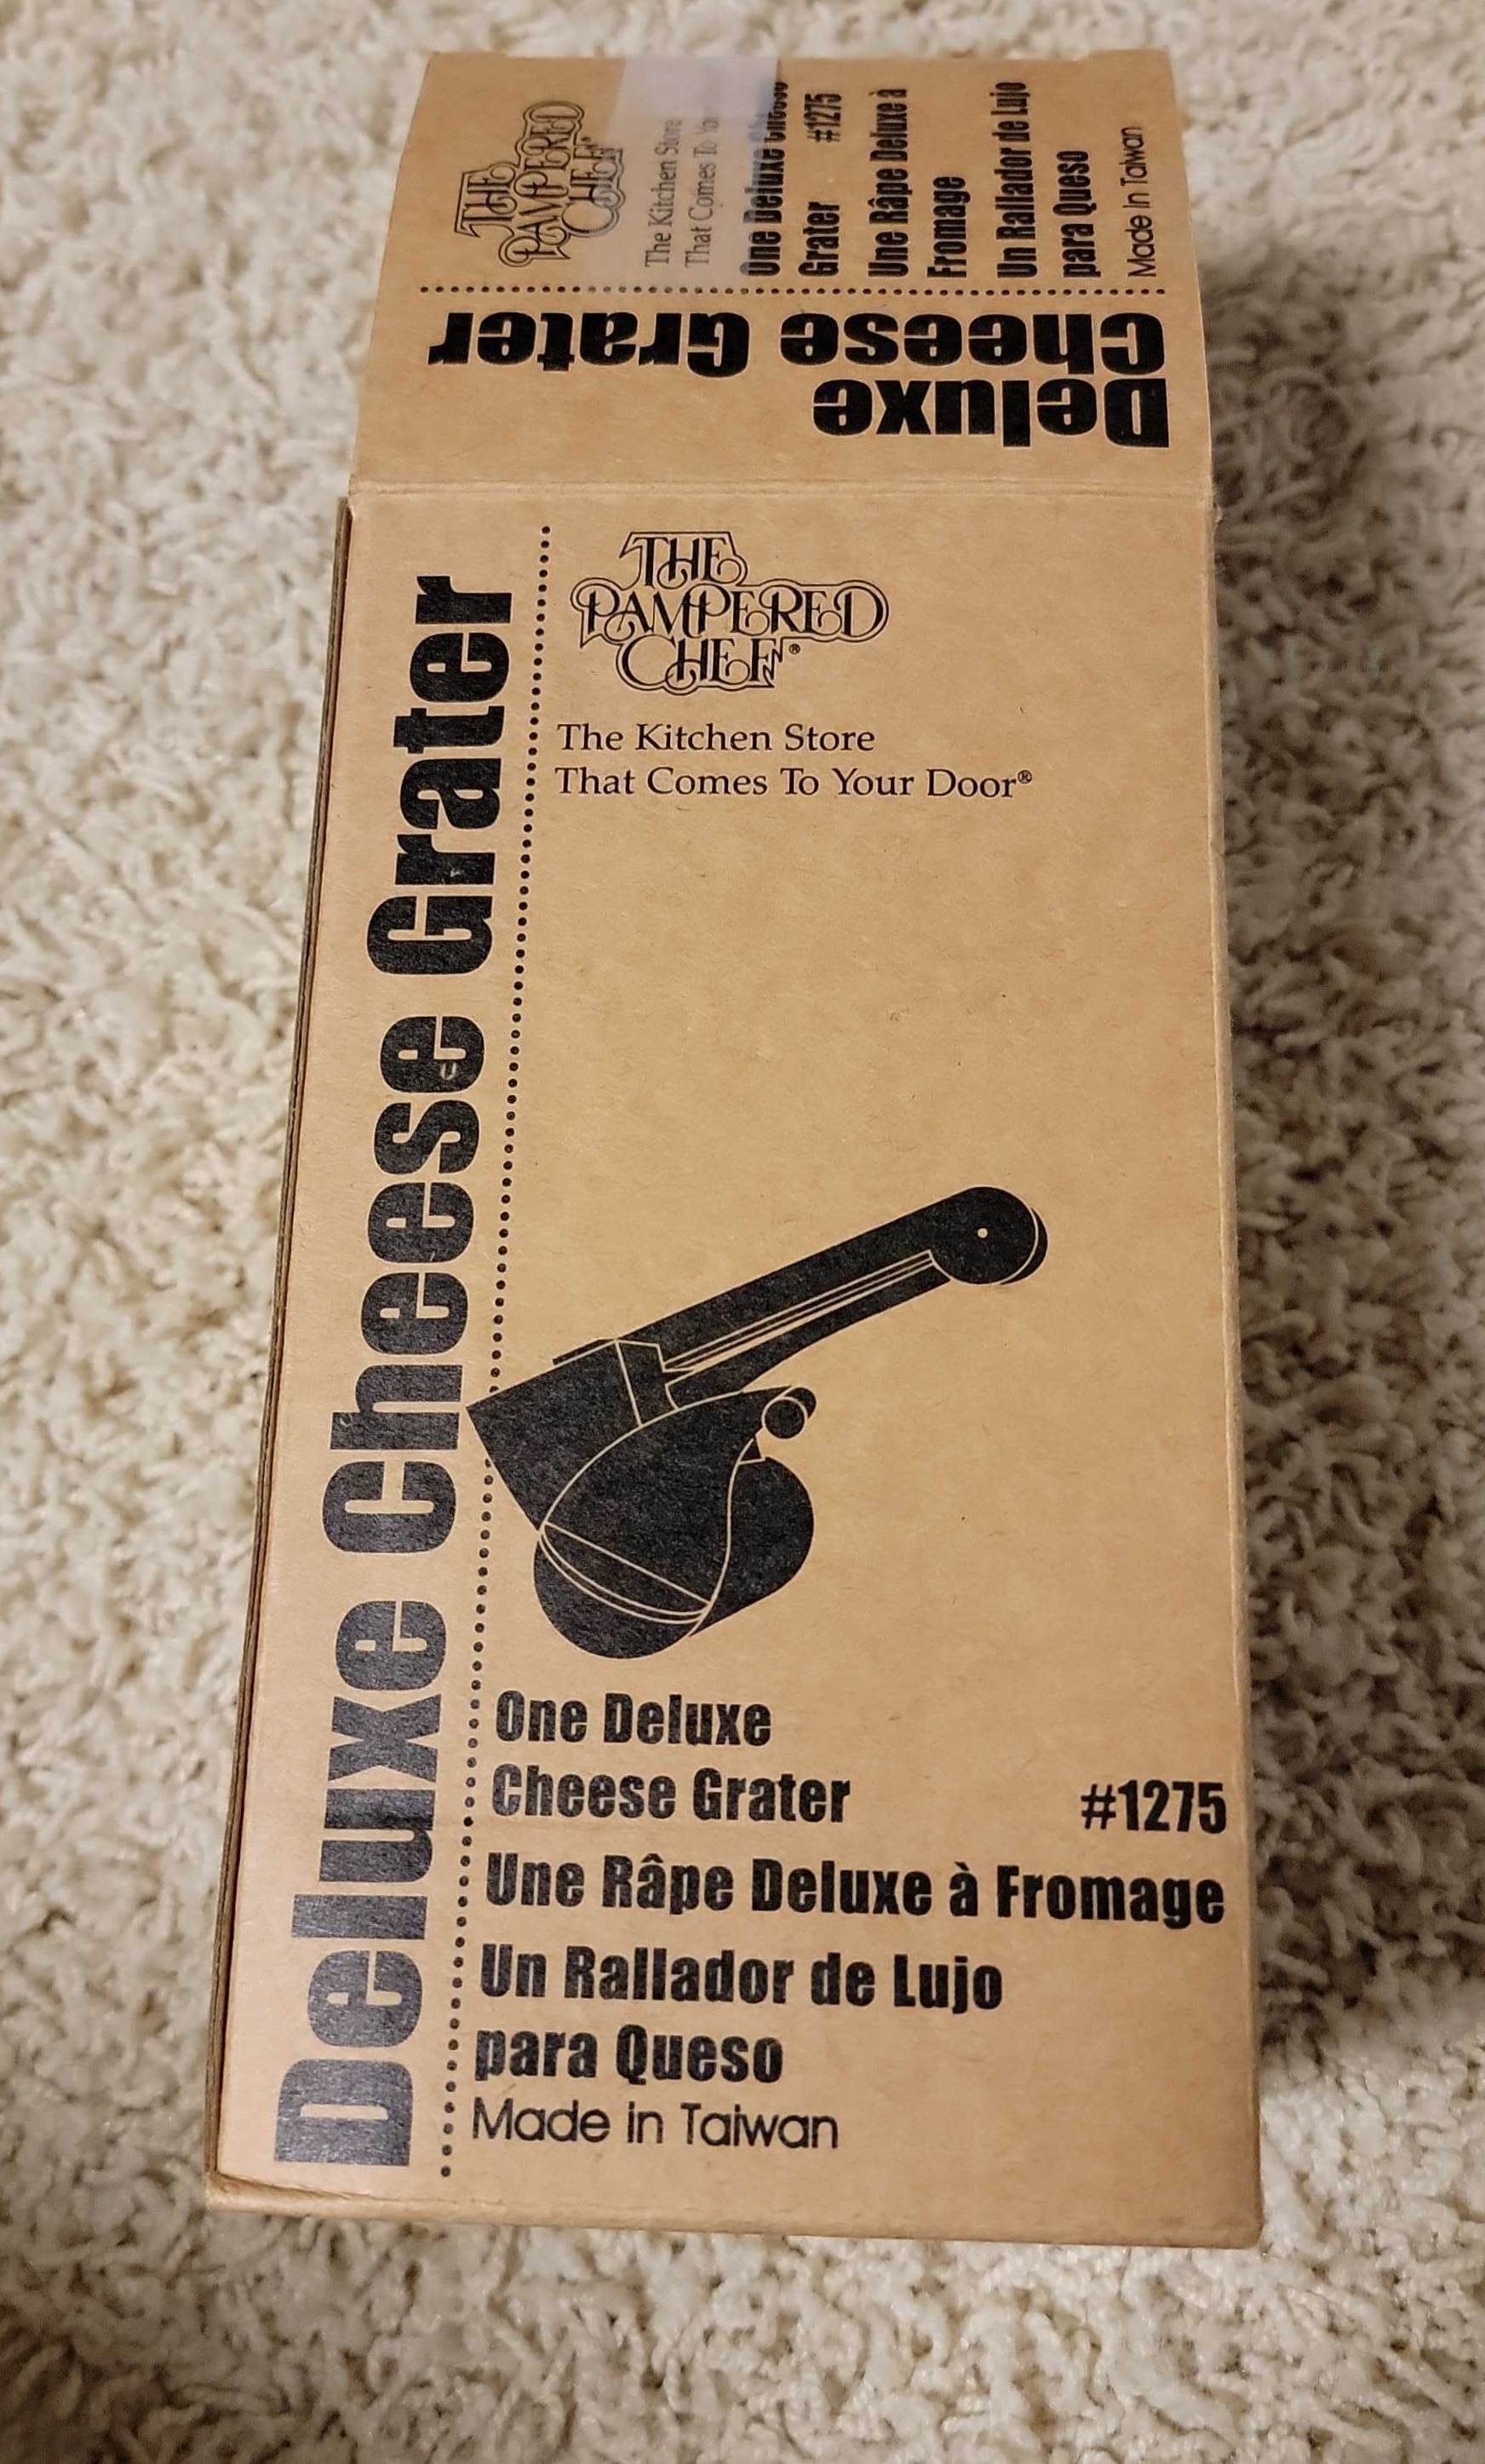 THE
PAMPERED
CHEF®
The Kitchen Store
That Comes To
One Deluxe Cheese
Grater #1275
Une Râpe Deluxe à
Fromage
Un Rallador de Lujo
para Queso
Made in Taiwan
Deluxe
Cheese Grater
Deluxe Cheese Grater
THE
PAMPERED
CHEF®
The Kitchen Store
That Comes To Your Door®
One Deluxe
Cheese Grater #1275
Une Râpe Deluxe à Fromage
Un Rallador de Lujo
para Queso
Made in Taiwan